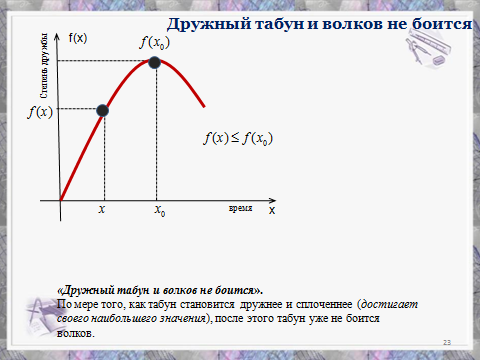 Дружный табун и волков не боится
Степень дружбы
f(x)
f(x₀)
f(x)
f(x) ≤ f(x₀)
x
x₀
время
x
«Дружный табун и волков не боится».
По мере того, как табун становится дружнее и сплоченнее (достигает
своего наибольшего значения), после этого табун уже не боится
волков.
23